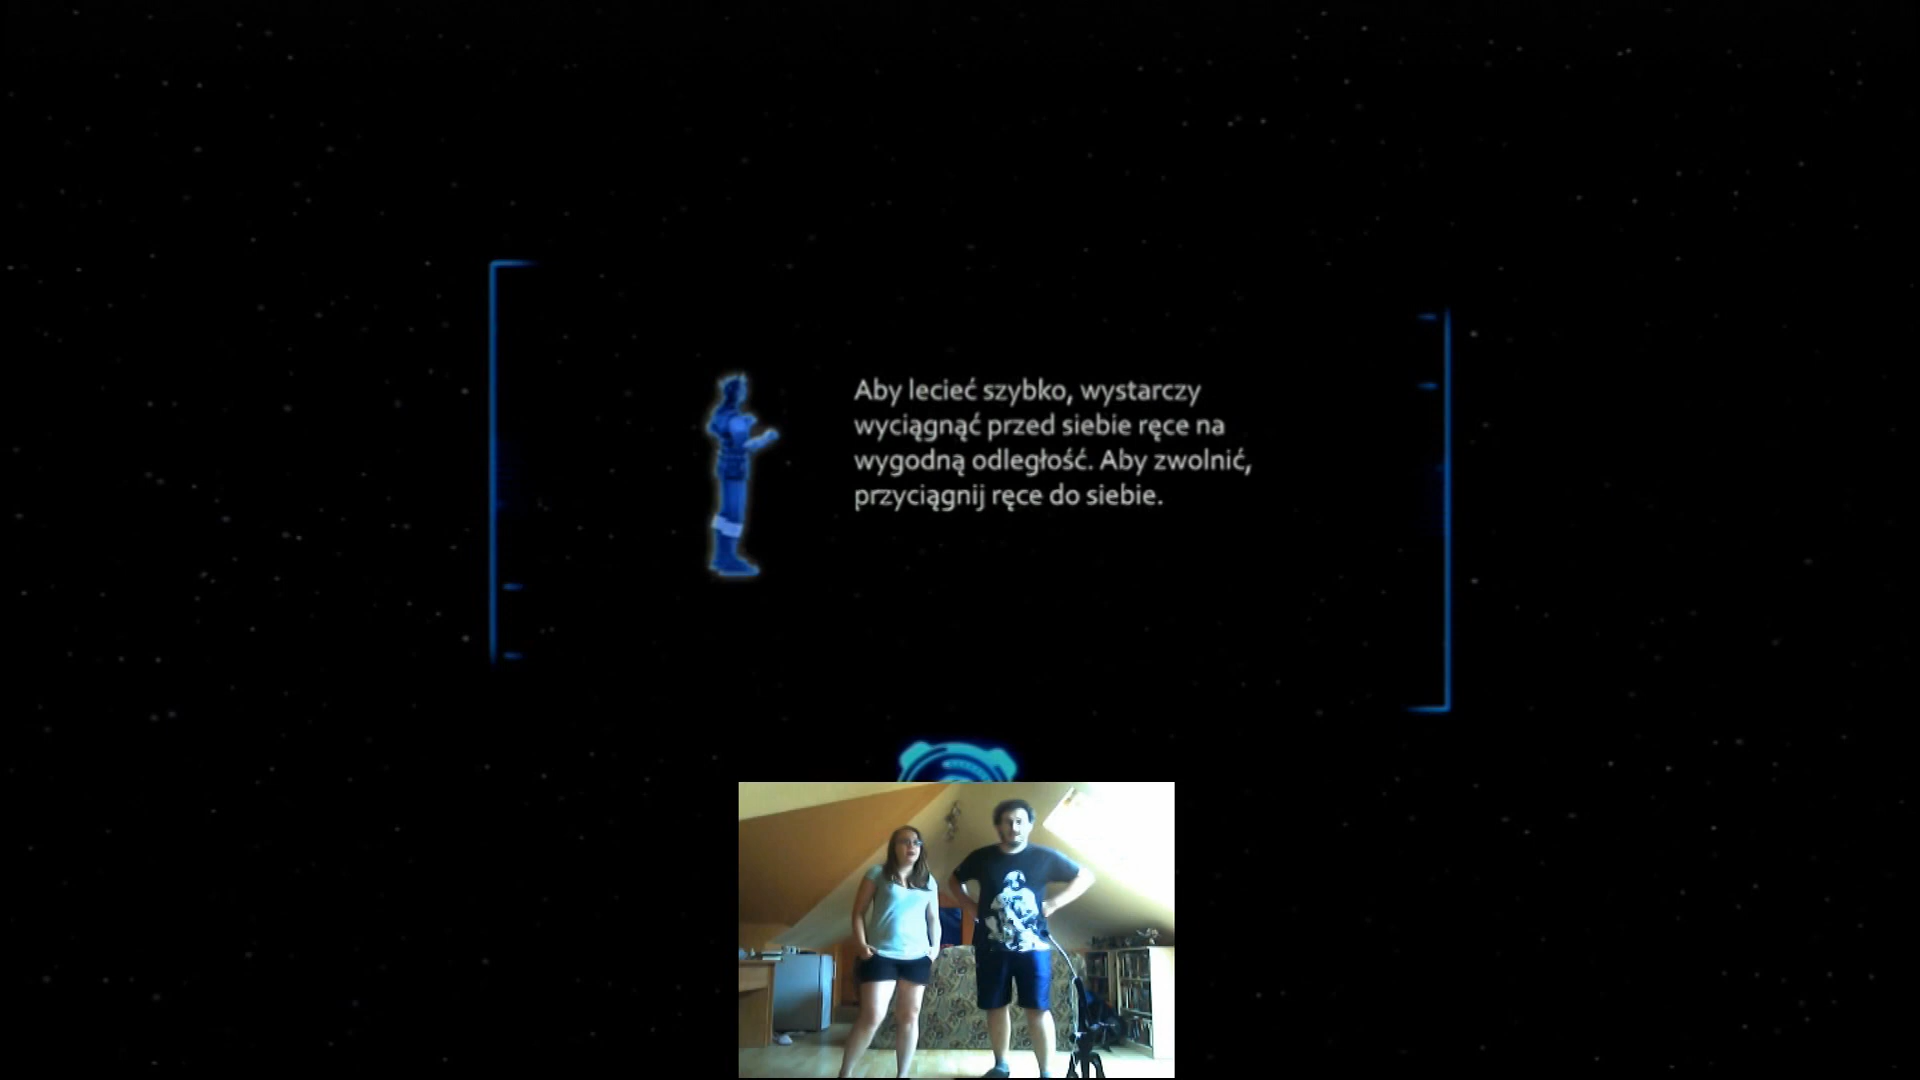 Aby lecieć szybko, wystarczy
wyciągnąć przed siebie ręce na
wygodną odległość. Aby zwolnić,
przyciągnij ręce do siebie.